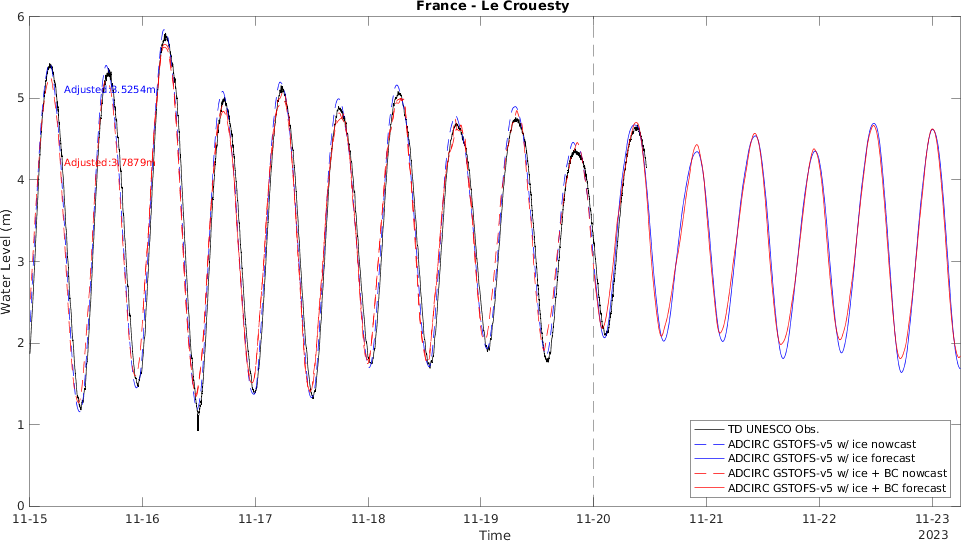 France - Le Crouesty
6
5
4
3
2
1
0
Water Level (m)
Adjusted:3.5254m
Adjusted:3.7879m
TD UNESCO Obs.
ADCIRC GSTOFS-v5 w/ ice nowcast
ADCIRC GSTOFS-v5 w/ ice forecast
ADCIRC GSTOFS-v5 w/ ice + BC nowcast
ADCIRC GSTOFS-v5 w/ ice + BC forecast
11-15 11-16 11-17 11-18 11-19 11-20 11-21 11-22 11-23
Time
2023